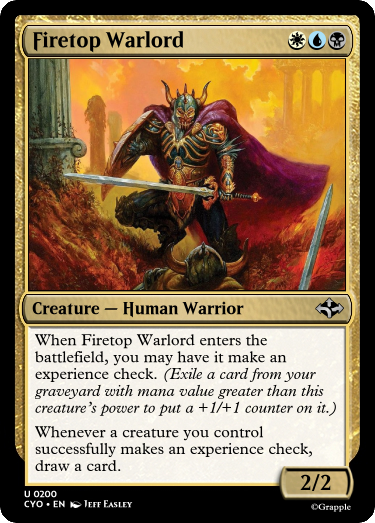 Firetop Warlord
Creature — Human Warrior
When Firetop Warlord enters the
battlefield, you may have it make an
experience check. (Exile a card from your
graveyard with mana value greater than this
creature's power to put a +1/+1 counter on it.)
Whenever a creature you control
successfully makes an experience check,
draw a card.
2/2
U 0200
CYO • EN Jeff Easley
©Grapple